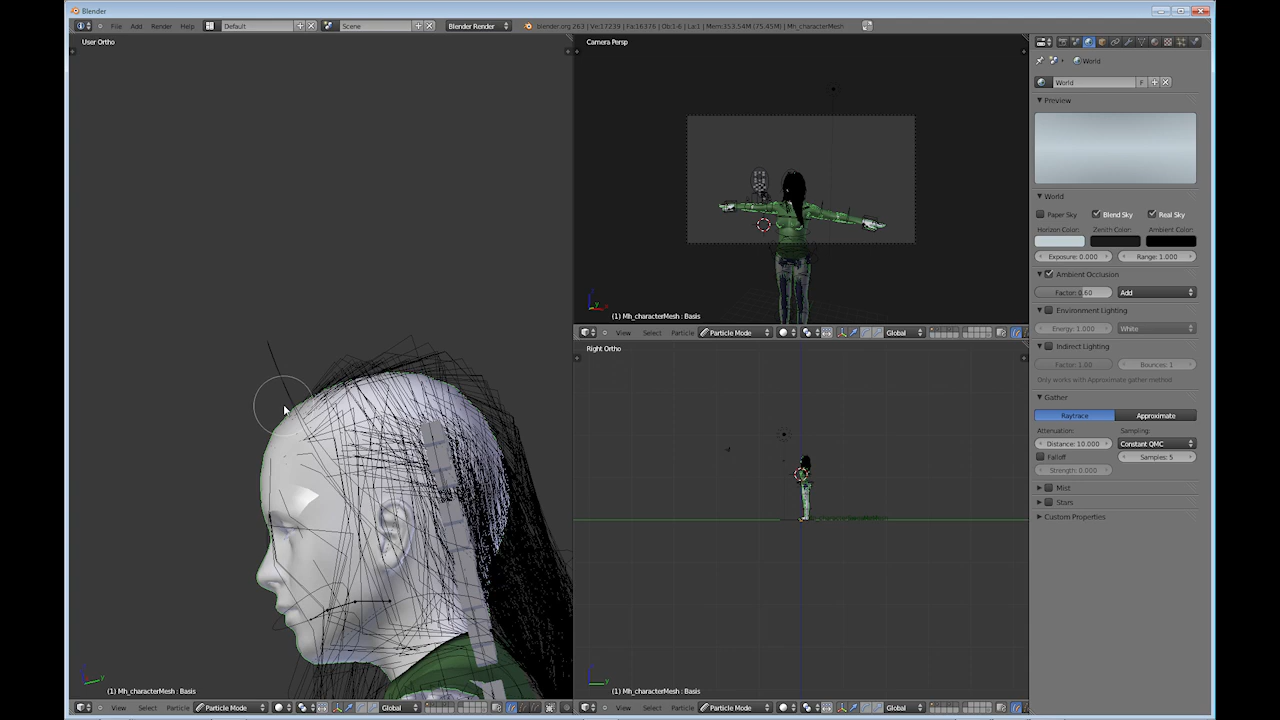 Blender
File Add Render Help Default Scene Blender Render blender.org 263 | Ve:17239 | Fa:16376 | Ob:1-6 | La:1 | Mem:353.54M (75.45M) | Mh_characterMesh
User Ortho
(1) Mh_characterMesh : Basis
View Select Particle Particle Mode Global
Camera Persp
(1) Mh_characterMesh : Basis
View Select Particle Particle Mode Global
Right Ortho
(1) Mh_characterMesh : Basis
View Select Particle Particle Mode Global
World
World F
Preview
World
Paper Sky Blend Sky Real Sky
Horizon Color: Zenith Color: Ambient Color:
Exposure: 0.000 Range: 1.000
Ambient Occlusion
Factor: 0.60 Add
Environment Lighting
Energy: 1.000 White
Indirect Lighting
Factor: 1.00 Bounces: 1
Only works with Approximate gather method
Gather
Raytrace Approximate
Attenuation: Sampling:
Distance: 10.000 Constant QMC
Falloff Samples: 5
Strength: 0.000
Mist
Stars
Custom Properties